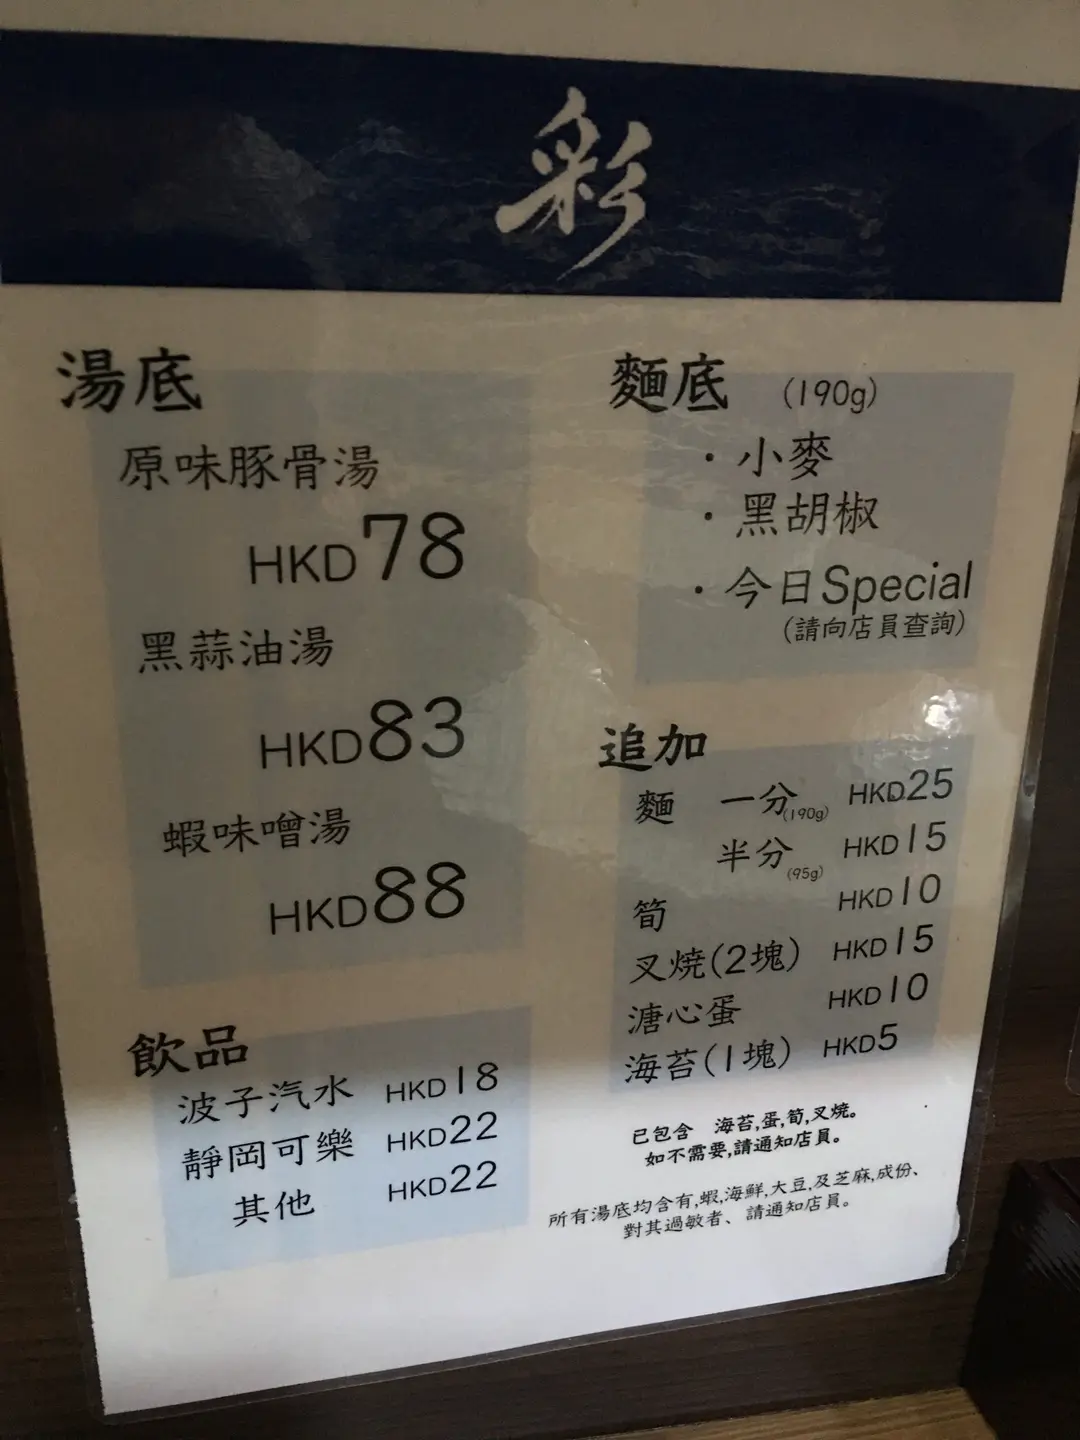 彩
湯底
原味豚骨湯
HKD78
黑蒜油湯
HKD83
蝦味噌湯
HKD88
飲品
波子汽水 HKD18
靜岡可樂 HKD22
其他 HKD22
麵底 (190g)
・小麥
・黑胡椒
・今日Special
(請向店員查詢)
追加
麵 一分(190g) HKD25
半分(95g) HKD15
筍 HKD10
叉燒(2塊) HKD15
溏心蛋 HKD10
海苔(1塊) HKD5
已包含 海苔,蛋,筍,叉燒。
如不需要,請通知店員。
所有湯底均含有,蝦,海鮮,大豆,及芝麻,成份、
對其過敏者、請通知店員。